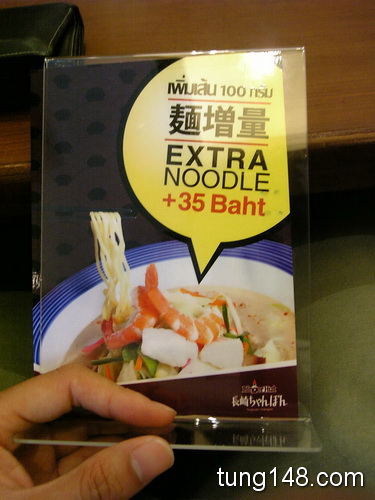 เพิ่มเส้น 100 กรัม
麺増量
EXTRA
NOODLE
+35 Baht
長崎ちゃんぽん
tung148.com